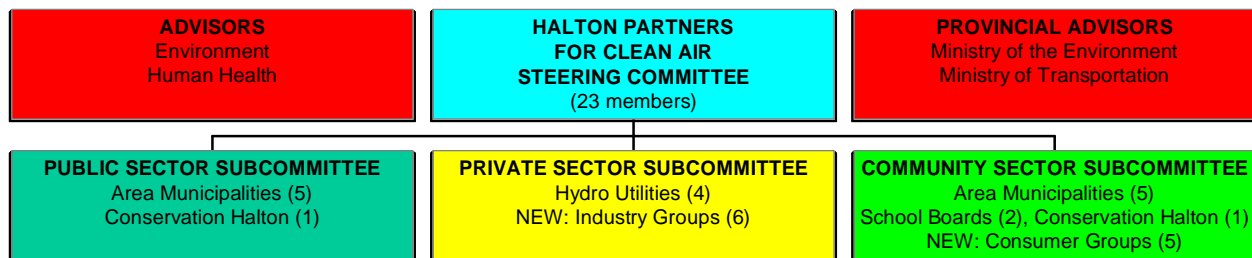 ADVISORS
Environment
Human Health
HALTON PARTNERS
FOR CLEAN AIR
STEERING COMMITTEE
(23 members)
PROVINCIAL ADVISORS
Ministry of the Environment
Ministry of Transportation
PUBLIC SECTOR SUBCOMMITTEE
Area Municipalities (5)
Conservation Halton (1)
PRIVATE SECTOR SUBCOMMITTEE
Hydro Utilities (4)
NEW: Industry Groups (6)
COMMUNITY SECTOR SUBCOMMITTEE
Area Municipalities (5)
School Boards (2), Conservation Halton (1)
NEW: Consumer Groups (5)